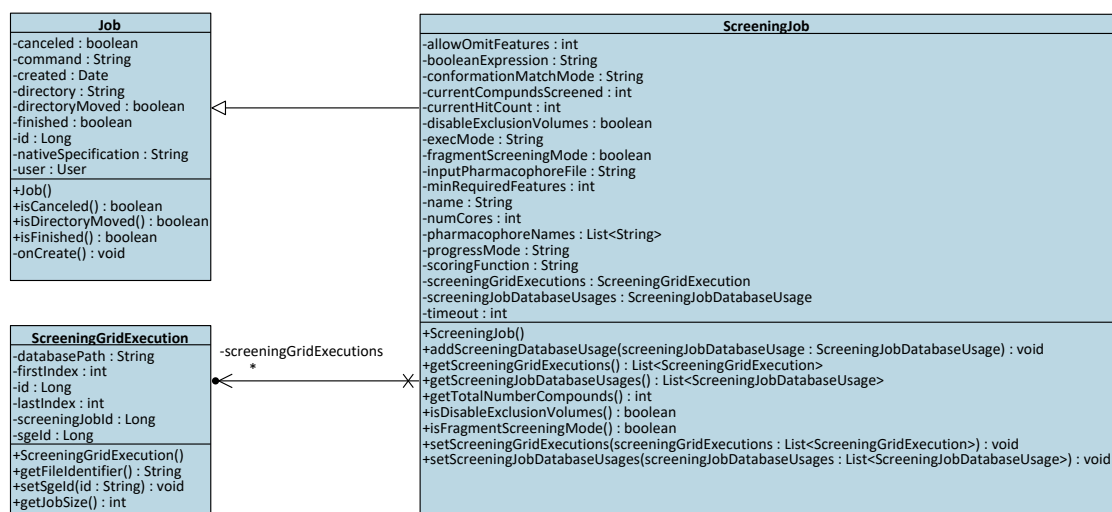 Job
-canceled : boolean
-command : String
-created : Date
-directory : String
-directoryMoved : boolean
-finished : boolean
-id : Long
-nativeSpecification : String
-user : User
+Job()
+isCanceled() : boolean
+isDirectoryMoved() : boolean
+isFinished() : boolean
-onCreate() : void
ScreeningJob
-allowOmitFeatures : int
-booleanExpression : String
-conformationMatchMode : String
-currentCompundsScreened : int
-currentHitCount : int
-disableExclusionVolumes : boolean
-execMode : String
-fragmentScreeningMode : boolean
-inputPharmacophoreFile : String
-minRequiredFeatures : int
-name : String
-numCores : int
-pharmacophoreNames : List<String>
-progressMode : String
-scoringFunction : String
-screeningGridExecutions : ScreeningGridExecution
-screeningJobDatabaseUsages : ScreeningJobDatabaseUsage
-timeout : int
+ScreeningJob()
+addScreeningDatabaseUsage(screeningJobDatabaseUsage : ScreeningJobDatabaseUsage) : void
+getScreeningGridExecutions() : List<ScreeningGridExecution>
+getScreeningJobDatabaseUsages() : List<ScreeningJobDatabaseUsage>
+getTotalNumberCompounds() : int
+isDisableExclusionVolumes() : boolean
+isFragmentScreeningMode() : boolean
+setScreeningGridExecutions(screeningGridExecutions : List<ScreeningGridExecution>) : void
+setScreeningJobDatabaseUsages(screeningJobDatabaseUsages : List<ScreeningJobDatabaseUsage>) : void
ScreeningGridExecution
-databasePath : String
-firstIndex : int
-id : Long
-lastIndex : int
-screeningJobId : Long
-sgeId : Long
+ScreeningGridExecution()
+getFileIdentifier() : String
+setSgeId(id : String) : void
+getJobSize() : int
-screeningGridExecutions
*